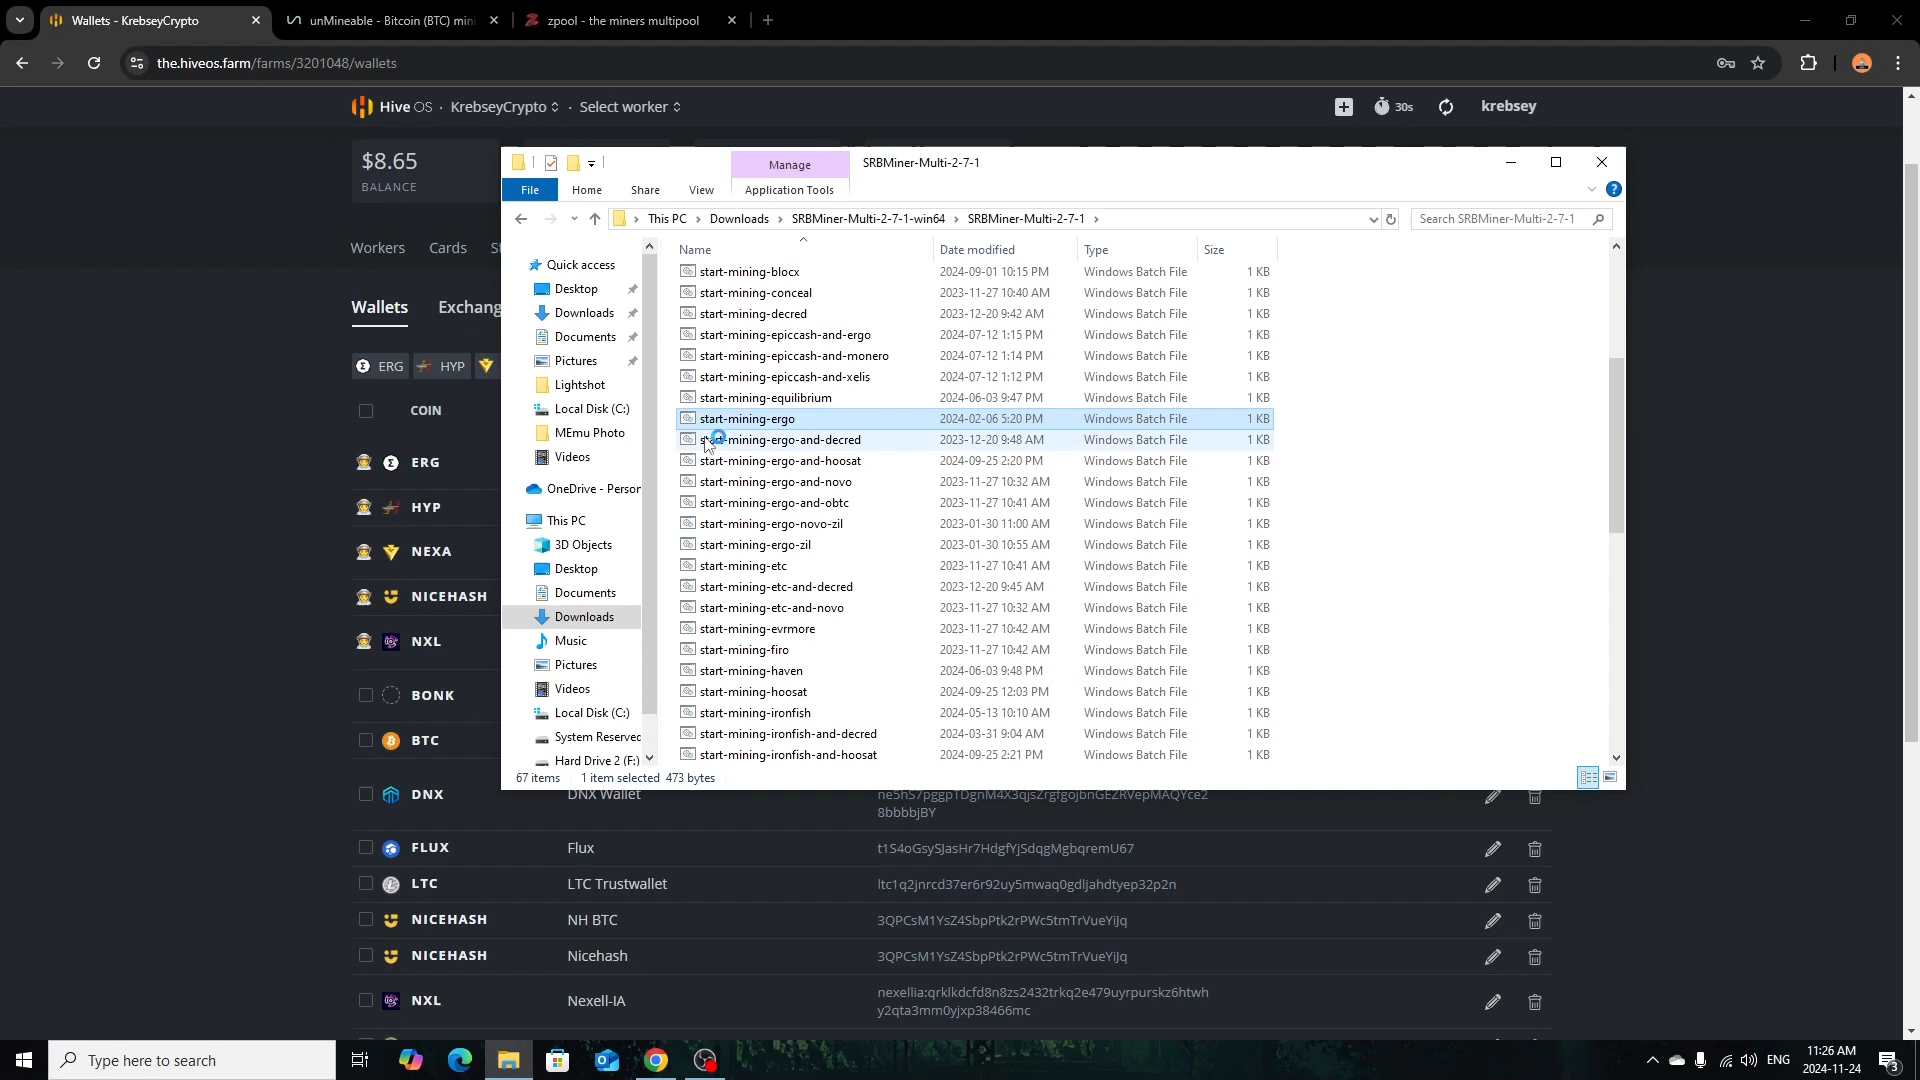 Wallets - KrebseyCrypto
unMineable - Bitcoin (BTC) min
zpool - the miners multipool
the.hiveos.farm/farms/3201048/wallets
Hive OS · KrebseyCrypto · Select worker
30s
krebsey
$8.65
BALANCE
Workers Cards
Wallets Exchang
ERG HYP
COIN
ERG
HYP
NEXA
NICEHASH
NXL
BONK
BTC
DNX DNX Wallet ne5hS7pggpTDgnM4X3qjsZrgfgojbnGEZRVepMAQYce2
8bbbbjBY
FLUX Flux t1S4oGsySJasHr7HdgfYjSdqgMgbqremU67
LTC LTC Trustwallet ltc1q2jnrcd37er6r92uy5mwaq0gdljahdtyep32p2n
NICEHASH NH BTC 3QPCsM1YsZ4SbpPtk2rPWc5tmTrVueYiJq
NICEHASH Nicehash 3QPCsM1YsZ4SbpPtk2rPWc5tmTrVueYiJq
NXL Nexell-IA nexellia:qrklkdcfd8n8zs2432trkq2e479uyrpurskz6htwh
y2qta3mm0yjxp38466mc
Manage SRBMiner-Multi-2-7-1
File Home Share View Application Tools
This PC > Downloads > SRBMiner-Multi-2-7-1-win64 > SRBMiner-Multi-2-7-1 >
Search SRBMiner-Multi-2-7-1
Quick access
Desktop
Downloads
Documents
Pictures
Lightshot
Local Disk (C:)
MEmu Photo
Videos
OneDrive - Person
This PC
3D Objects
Desktop
Documents
Downloads
Music
Pictures
Videos
Local Disk (C:)
System Reserved
Hard Drive 2 (F:)
Name Date modified Type Size
start-mining-blocx 2024-09-01 10:15 PM Windows Batch File 1 KB
start-mining-conceal 2023-11-27 10:40 AM Windows Batch File 1 KB
start-mining-decred 2023-12-20 9:42 AM Windows Batch File 1 KB
start-mining-epiccash-and-ergo 2024-07-12 1:15 PM Windows Batch File 1 KB
start-mining-epiccash-and-monero 2024-07-12 1:14 PM Windows Batch File 1 KB
start-mining-epiccash-and-xelis 2024-07-12 1:12 PM Windows Batch File 1 KB
start-mining-equilibrium 2024-06-03 9:47 PM Windows Batch File 1 KB
start-mining-ergo 2024-02-06 5:20 PM Windows Batch File 1 KB
start-mining-ergo-and-decred 2023-12-20 9:48 AM Windows Batch File 1 KB
start-mining-ergo-and-hoosat 2024-09-25 2:20 PM Windows Batch File 1 KB
start-mining-ergo-and-novo 2023-11-27 10:32 AM Windows Batch File 1 KB
start-mining-ergo-and-obtc 2023-11-27 10:41 AM Windows Batch File 1 KB
start-mining-ergo-novo-zil 2023-01-30 11:00 AM Windows Batch File 1 KB
start-mining-ergo-zil 2023-01-30 10:55 AM Windows Batch File 1 KB
start-mining-etc 2023-11-27 10:41 AM Windows Batch File 1 KB
start-mining-etc-and-decred 2023-12-20 9:45 AM Windows Batch File 1 KB
start-mining-etc-and-novo 2023-11-27 10:32 AM Windows Batch File 1 KB
start-mining-evrmore 2023-11-27 10:42 AM Windows Batch File 1 KB
start-mining-firo 2023-11-27 10:42 AM Windows Batch File 1 KB
start-mining-haven 2024-06-03 9:48 PM Windows Batch File 1 KB
start-mining-hoosat 2024-09-25 12:03 PM Windows Batch File 1 KB
start-mining-ironfish 2024-05-13 10:10 AM Windows Batch File 1 KB
start-mining-ironfish-and-decred 2024-03-31 9:04 AM Windows Batch File 1 KB
start-mining-ironfish-and-hoosat 2024-09-25 2:21 PM Windows Batch File 1 KB
67 items 1 item selected 473 bytes
Type here to search
ENG
11:26 AM
2024-11-24
3